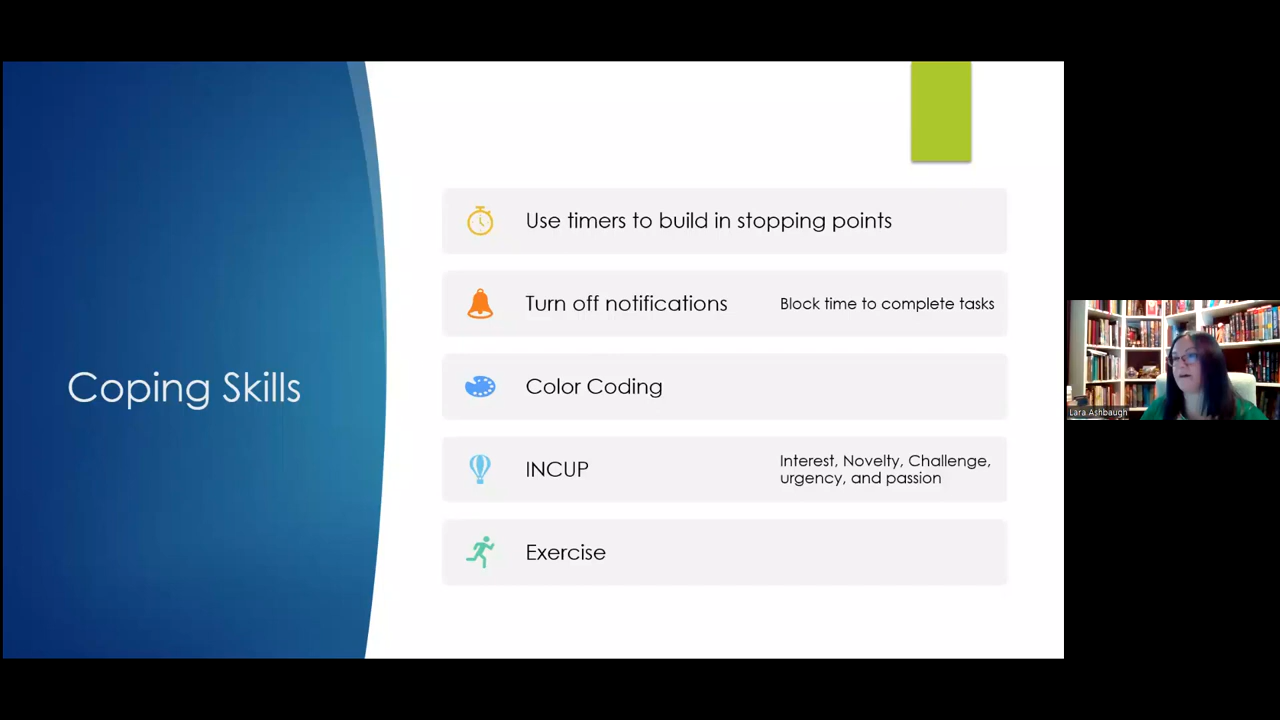 Coping Skills
Use timers to build in stopping points
Turn off notifications
Block time to complete tasks
Color Coding
INCUP
Interest, Novelty, Challenge,
urgency, and passion
Exercise
Lara Ashbaugh